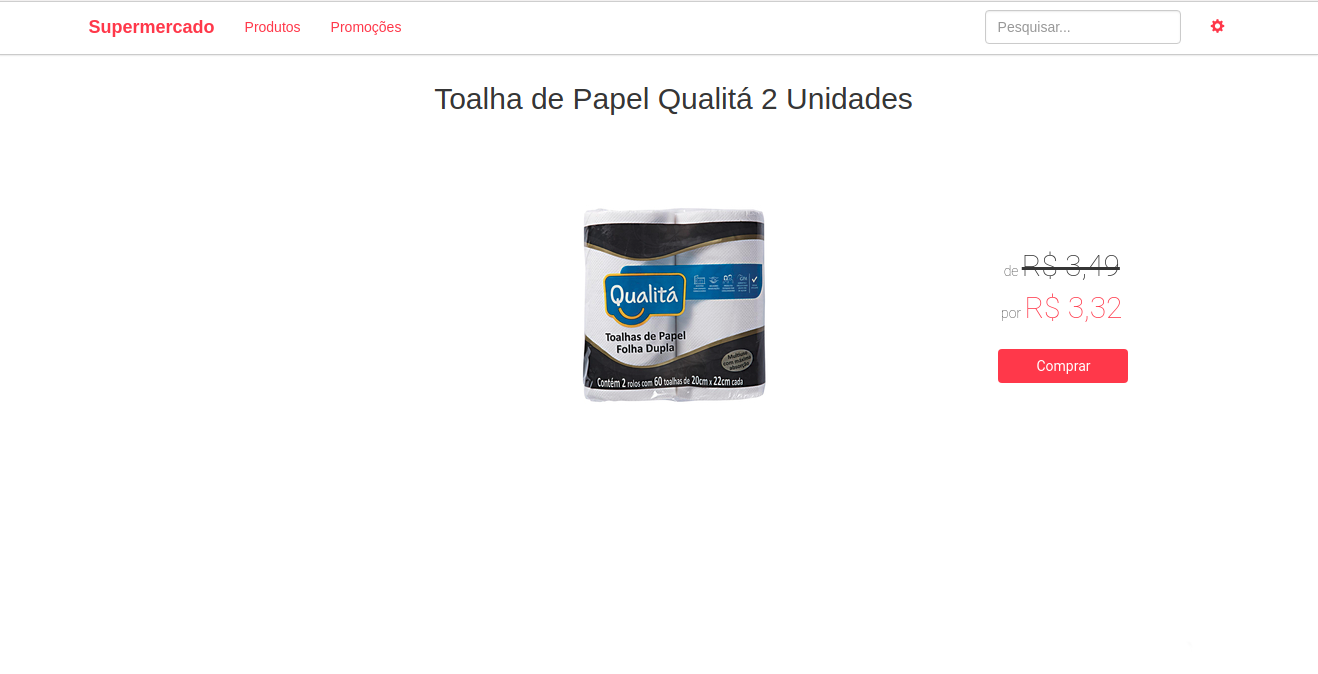 Supermercado Produtos Promoções Pesquisar...
Toalha de Papel Qualitá 2 Unidades
Qualitá
Toalhas de Papel
Folha Dupla
Contém 2 rolos com 60 toalhas de 20cm x 22cm cada
de R$ 3,49
por R$ 3,32
Comprar